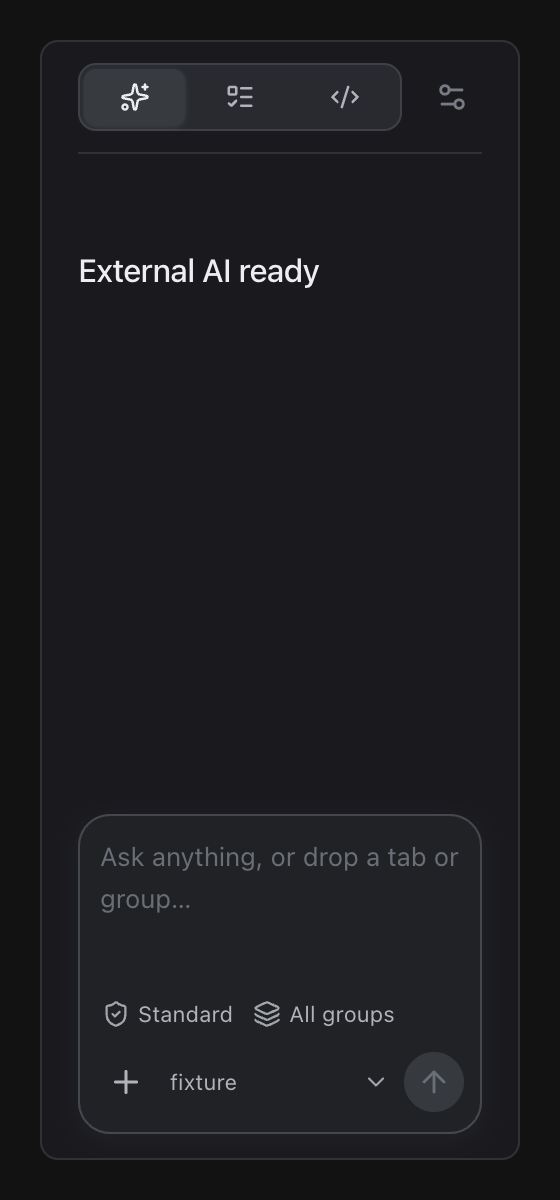 External AI ready
Ask anything, or drop a tab or
group...
Standard
All groups
fixture